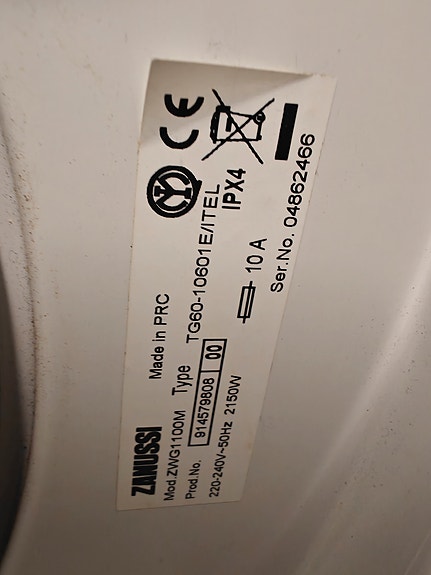 ZANUSSI Made in PRC
Mod.ZWG1100M Type TG60-10601E/ITEL
Prod.No. 914579808 00 IPX4
220-240V~50Hz 2150W 10 A
Ser.No. 04862466